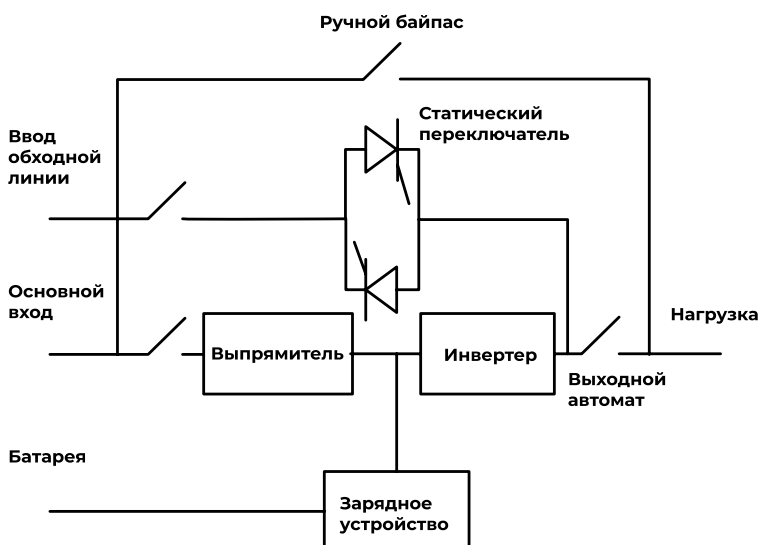 Ручной байпас
Статический
переключатель
Ввод
обходной
линии
Основной
вход
Нагрузка
Выпрямитель
Инвертер
Выходной
автомат
Батарея
Зарядное
устройство